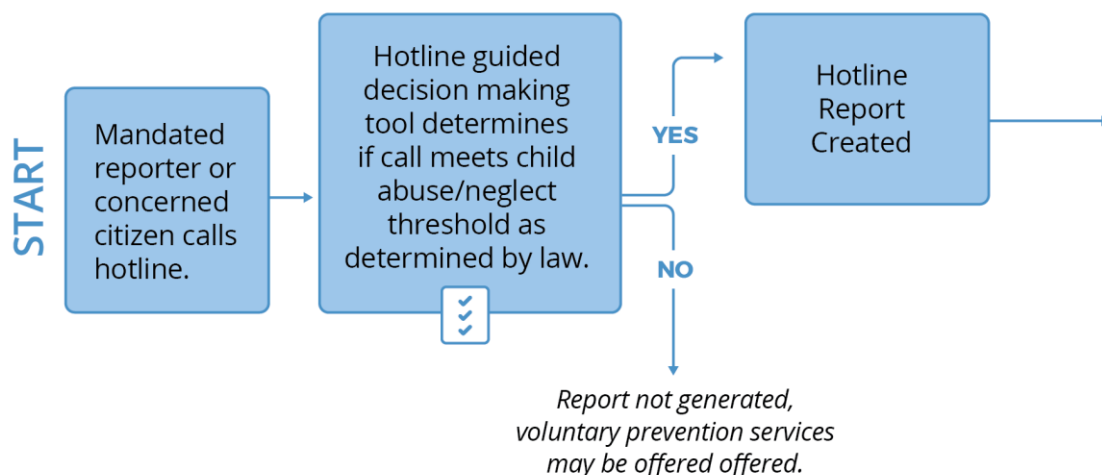 START
Mandated
reporter or
concerned
citizen calls
hotline.
Hotline guided
decision making
tool determines
if call meets child
abuse/neglect
threshold as
determined by law.
YES
NO
Hotline
Report
Created
Report not generated,
voluntary prevention services
may be offered offered.